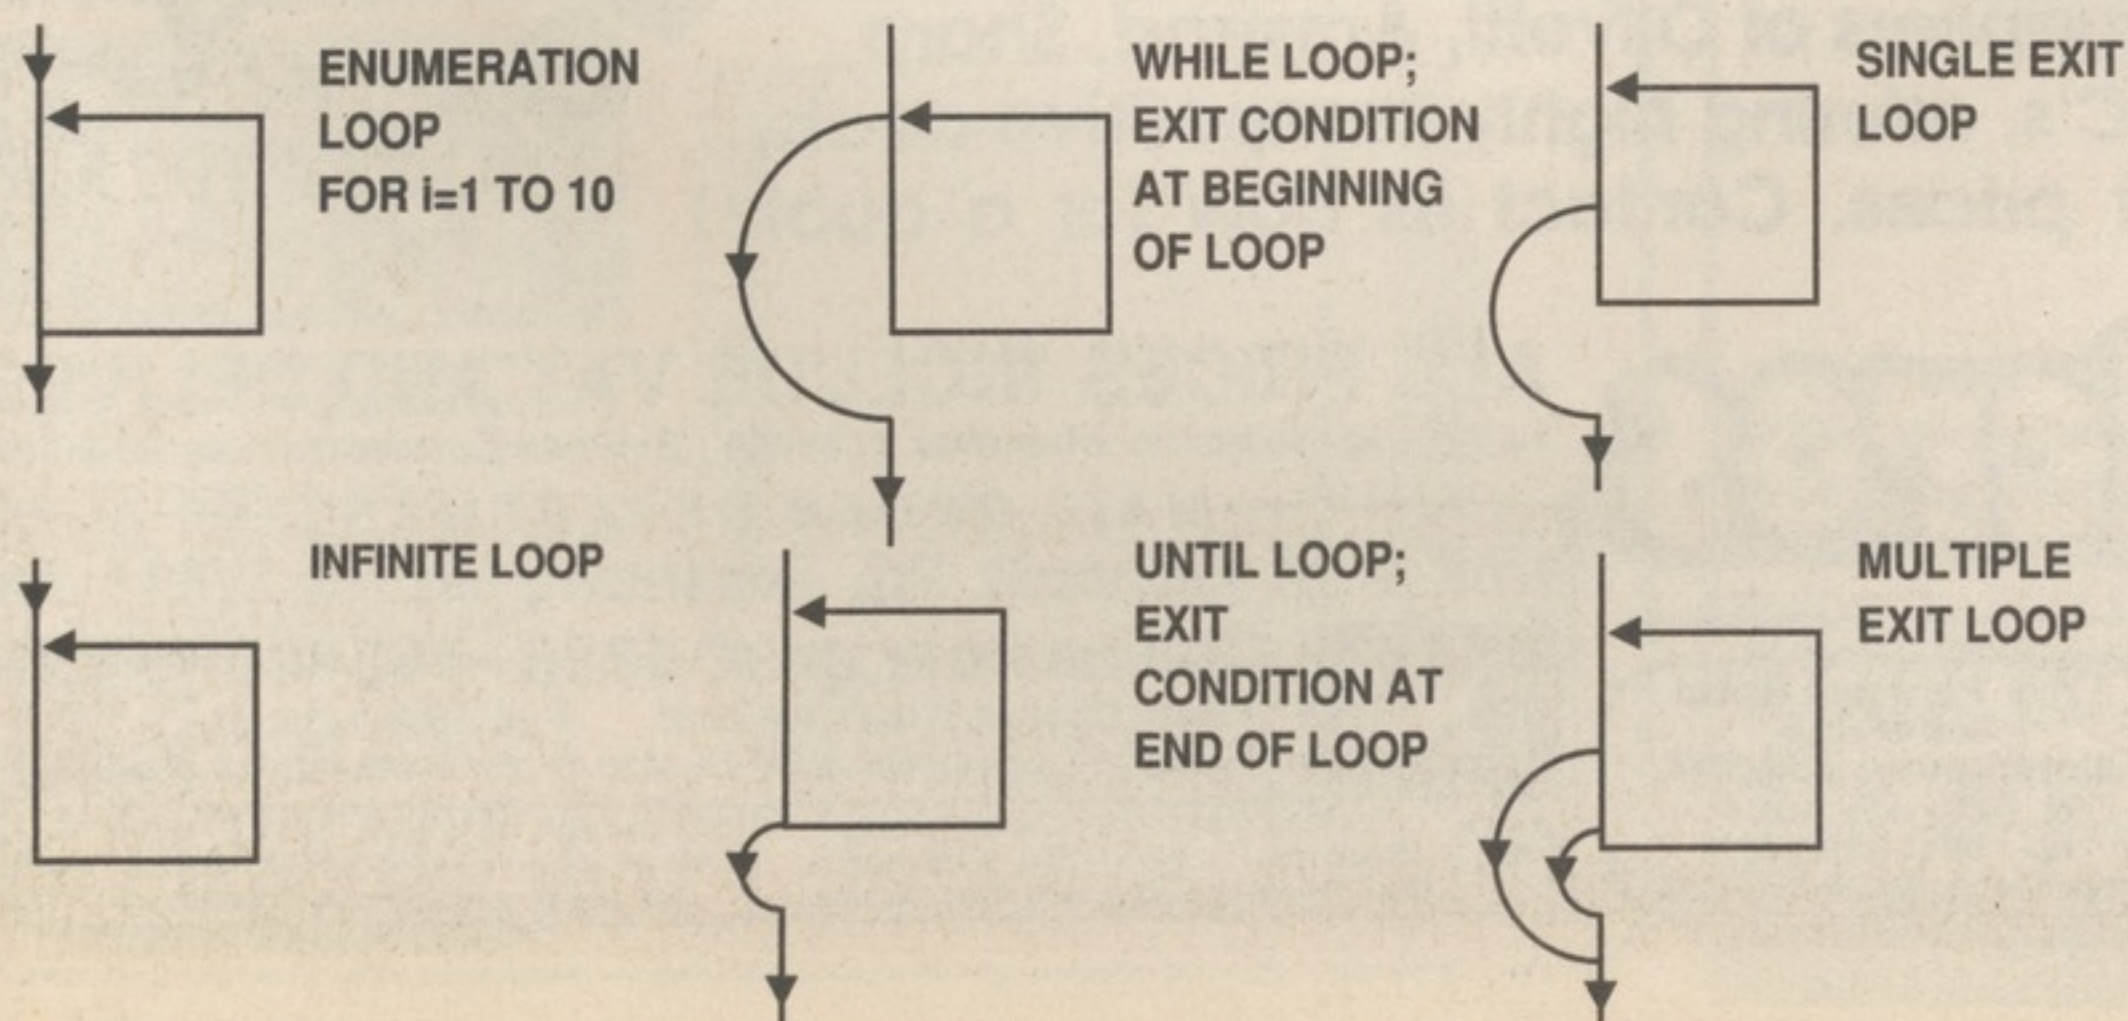 ENUMERATION
LOOP
FOR i=1 TO 10
WHILE LOOP;
EXIT CONDITION
AT BEGINNING
OF LOOP
SINGLE EXIT
LOOP
INFINITE LOOP
UNTIL LOOP;
EXIT
CONDITION AT
END OF LOOP
MULTIPLE
EXIT LOOP